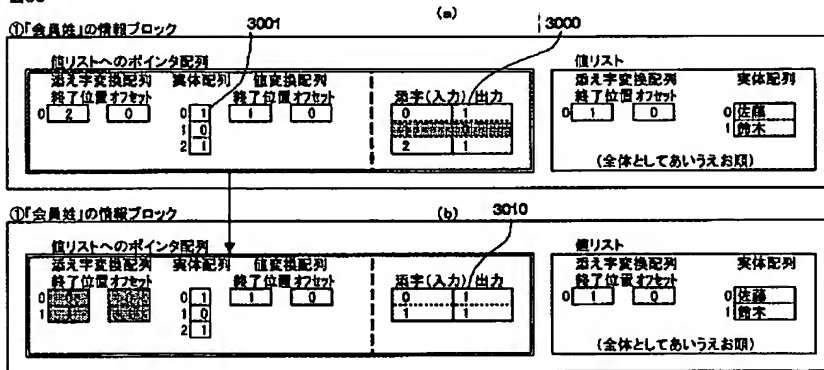 (a)
①「会員姓」の情報ブロック 3001 3000
値リストへのポインタ配列 値リスト
添え字変換配列 実体配列 値変換配列 添え字変換配列 実体配列
終了位置 オフセット 終了位置 オフセット 添字(入力) 出力 終了位置 オフセット
0 2 0 0 1 1 0 0 1 0 1 0 0 佐藤
1 0 1 鈴木
2 1 2 1
(全体としてあいうえお順)
①「会員姓」の情報ブロック (b) 3010
値リストへのポインタ配列 値リスト
添え字変換配列 実体配列 値変換配列 添え字変換配列 実体配列
終了位置 オフセット 終了位置 オフセット 添字(入力) 出力 終了位置 オフセット
0 0 1 1 0 0 1 0 1 0 0 佐藤
1 1 0 1 1 1 鈴木
2 1
(全体としてあいうえお順)